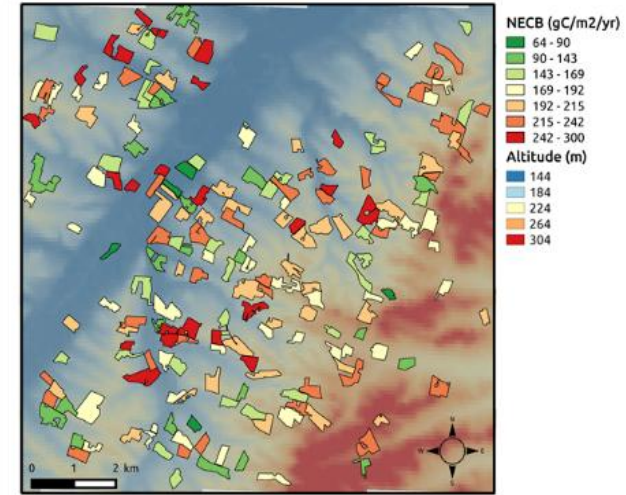 NECB (gC/m2/yr)
64 - 90
90 - 143
143 - 169
169 - 192
192 - 215
215 - 242
242 - 300
Altitude (m)
144
184
224
264
304
N
W E
S
0 1 2 km